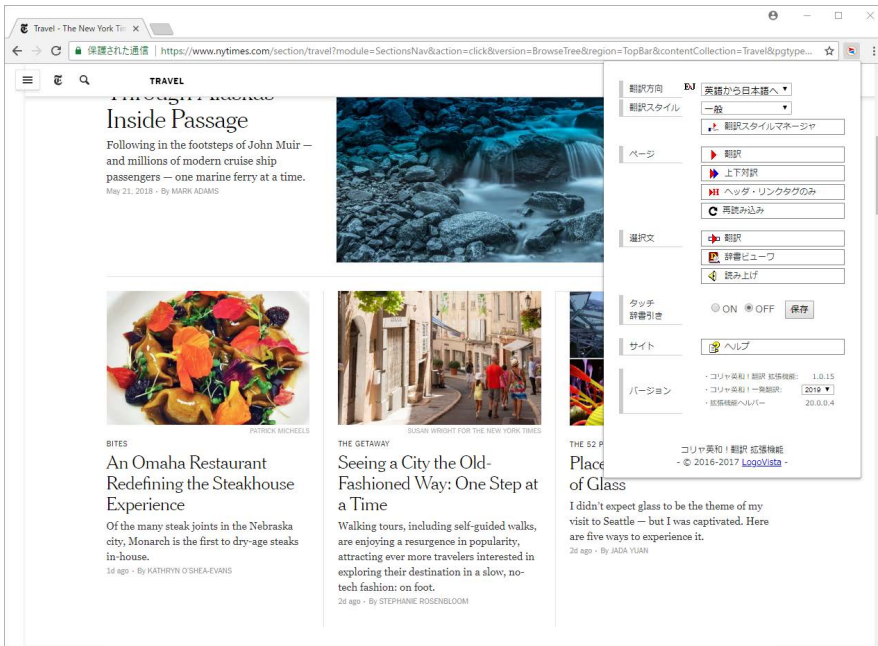 Travel - The New York Tim
保護された通信 | https://www.nytimes.com/section/travel?module=SectionsNav&action=click&version=BrowseTree&region=TopBar&contentCollection=Travel&pgtype...
TRAVEL
Through Alaskas
Inside Passage
Following in the footsteps of John Muir —
and millions of modern cruise ship
passengers — one marine ferry at a time.
May 21, 2018 - By MARK ADAMS
PATRICK MICHEELS
BITES
An Omaha Restaurant
Redefining the Steakhouse
Experience
Of the many steak joints in the Nebraska
city, Monarch is the first to dry-age steaks
in-house.
1d ago - By KATHRYN O'SHEA-EVANS
SUSAN WRIGHT FOR THE NEW YORK TIMES
THE GETAWAY
Seeing a City the Old-
Fashioned Way: One Step at
a Time
Walking tours, including self-guided walks,
are enjoying a resurgence in popularity,
attracting ever more travelers interested in
exploring their destination in a slow, no-
tech fashion: on foot.
2d ago - By STEPHANIE ROSENBLOOM
THE 52 P
Place
of Glass
I didn't expect glass to be the theme of my
visit to Seattle — but I was captivated. Here
are five ways to experience it.
2d ago - By JADA YUAN
翻訳方向 EJ 英語から日本語へ
翻訳スタイル 一般
翻訳スタイルマネージャ
ページ 翻訳
上下対訳
H ヘッダ・リンクタグのみ
再読み込み
選択文 翻訳
辞書ビューワ
読み上げ
タッチ
辞書引き ON OFF 保存
サイト ヘルプ
バージョン
・コリャ英和！翻訳 拡張機能: 1.0.15
・コリャ英和！一発翻訳: 2019
・拡張機能ヘルパー 20.0.0.4
コリャ英和！翻訳 拡張機能
- © 2016-2017 LogoVista -